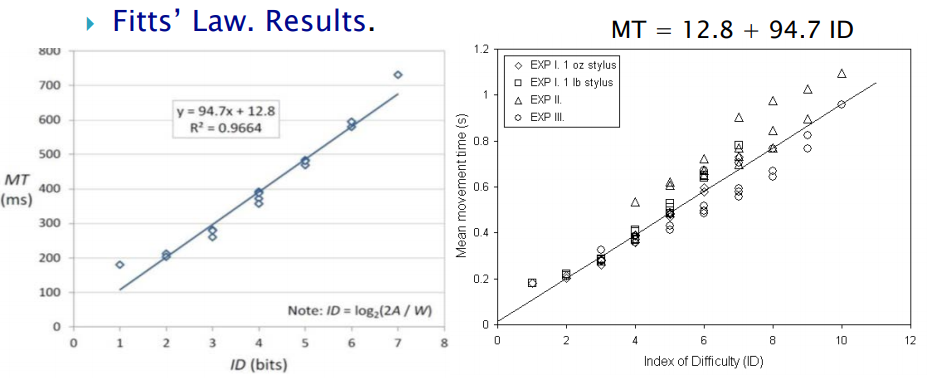 Fitts’ Law. Results.
MT = 12.8 + 94.7 ID
800
700
600
500
400
300
200
100
0
MT
(ms)
y = 94.7x + 12.8
R² = 0.9664
Note: ID = log₂(2A / W)
0 1 2 3 4 5 6 7 8
ID (bits)
1.2
1
0.8
0.6
0.4
0.2
0
Mean movement time (s)
EXP I. 1 oz stylus
EXP I. 1 lb stylus
EXP II.
EXP III.
0 2 4 6 8 10 12
Index of Difficulty (ID)